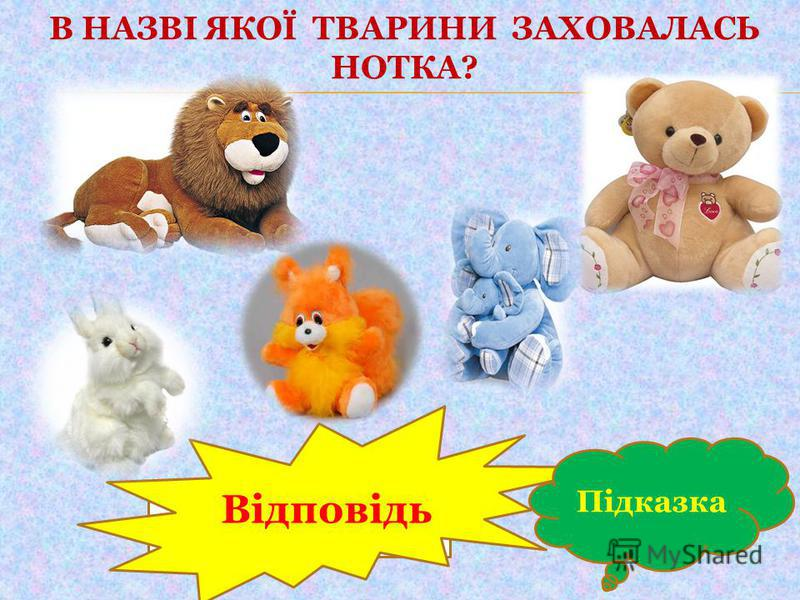 В НАЗВІ ЯКОЇ ТВАРИНИ ЗАХОВАЛАСЬ
НОТКА?
Відповідь
Підказка
MyShared